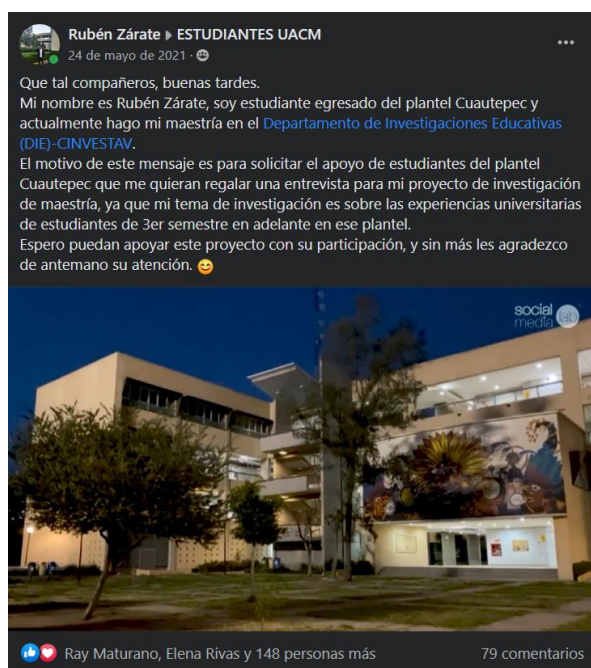 Rubén Zárate ▸ ESTUDIANTES UACM
24 de mayo de 2021 ·
Que tal compañeros, buenas tardes.
Mi nombre es Rubén Zárate, soy estudiante egresado del plantel Cuautepec y
actualmente hago mi maestría en el Departamento de Investigaciones Educativas
(DIE)-CINVESTAV.
El motivo de este mensaje es para solicitar el apoyo de estudiantes del plantel
Cuautepec que me quieran regalar una entrevista para mi proyecto de investigación
de maestría, ya que mi tema de investigación es sobre las experiencias universitarias
de estudiantes de 3er semestre en adelante en ese plantel.
Espero puedan apoyar este proyecto con su participación, y sin más les agradezco
de antemano su atención. 😊
social
media
Ray Maturano, Elena Rivas y 148 personas más
79 comentarios